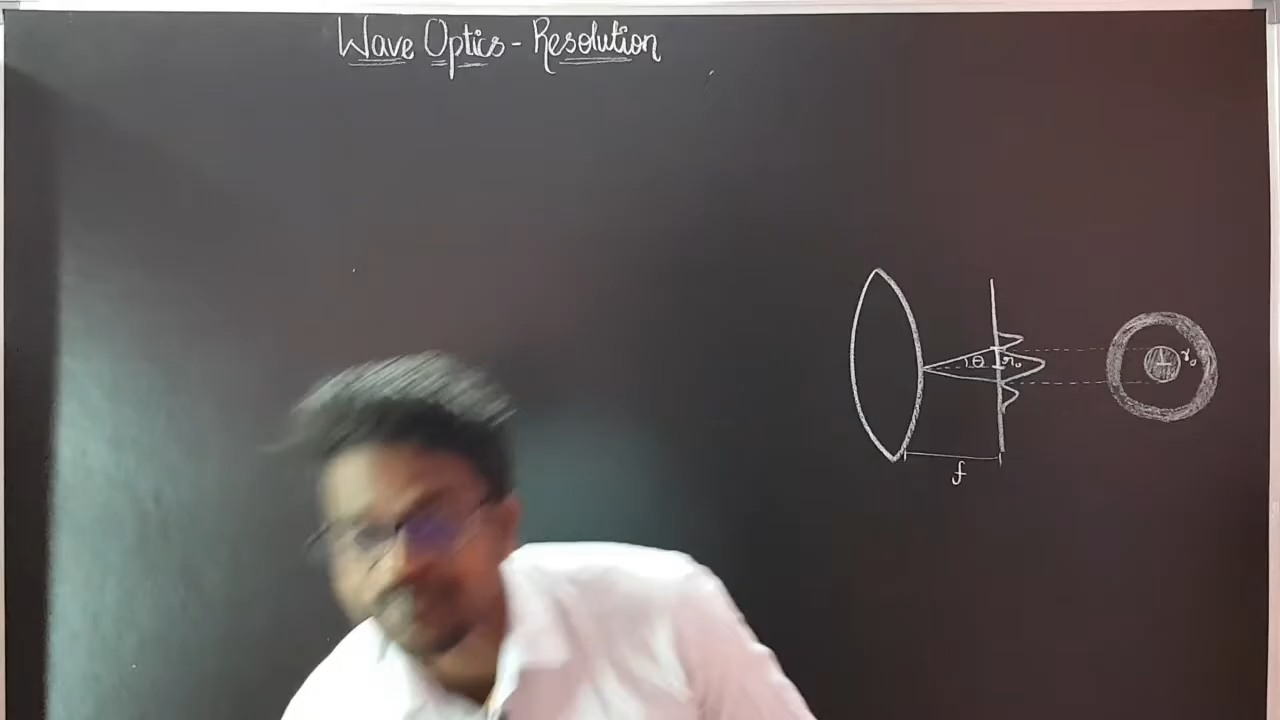 Wave Optics - Resolution
θ r₀
r₀
f